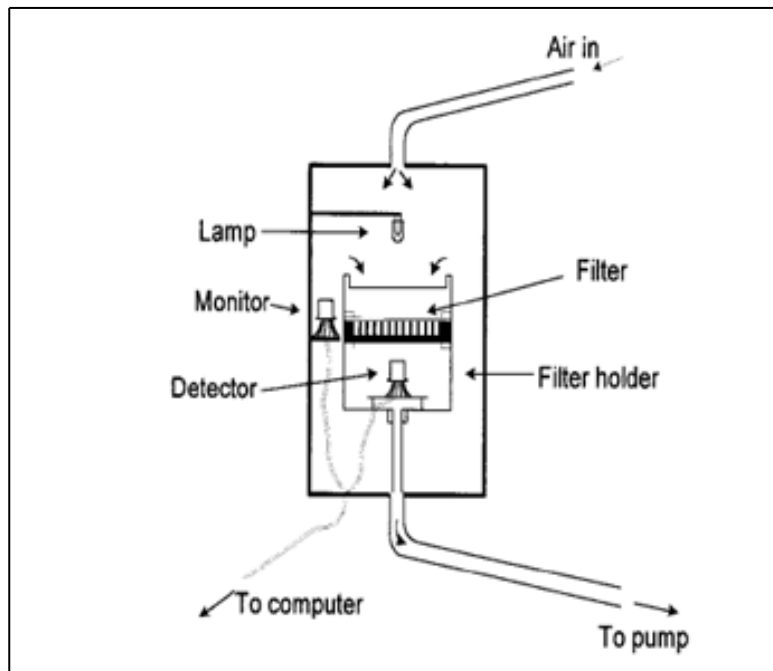 Air in
Lamp
Filter
Monitor
Detector
Filter holder
To computer
To pump